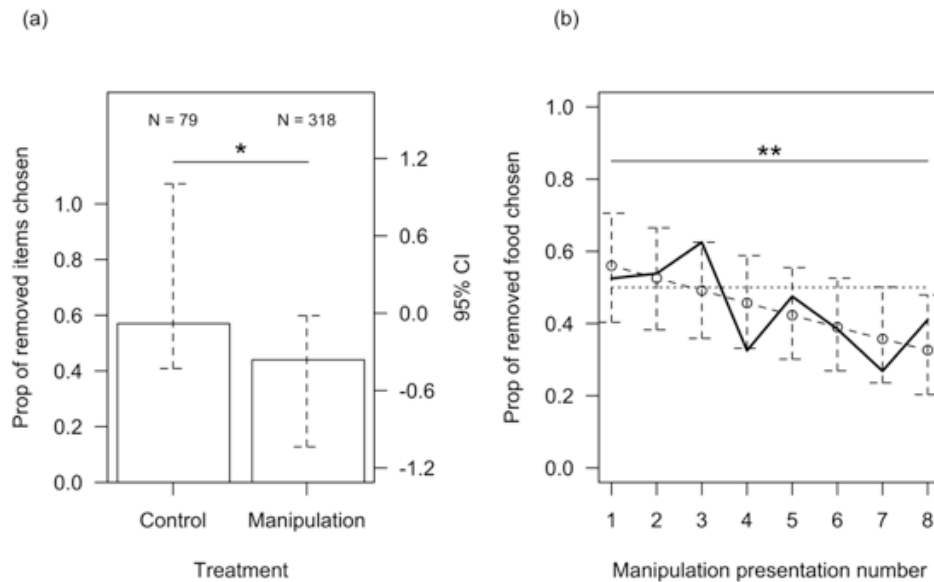 (a)
N = 79 N = 318
*
Prop of removed items chosen
1.0
0.8
0.6
0.4
0.2
0.0
1.2
0.6
0.0
-0.6
-1.2
95% CI
Control Manipulation
Treatment
(b)
**
Prop of removed food chosen
1.0
0.8
0.6
0.4
0.2
0.0
1 2 3 4 5 6 7 8
Manipulation presentation number